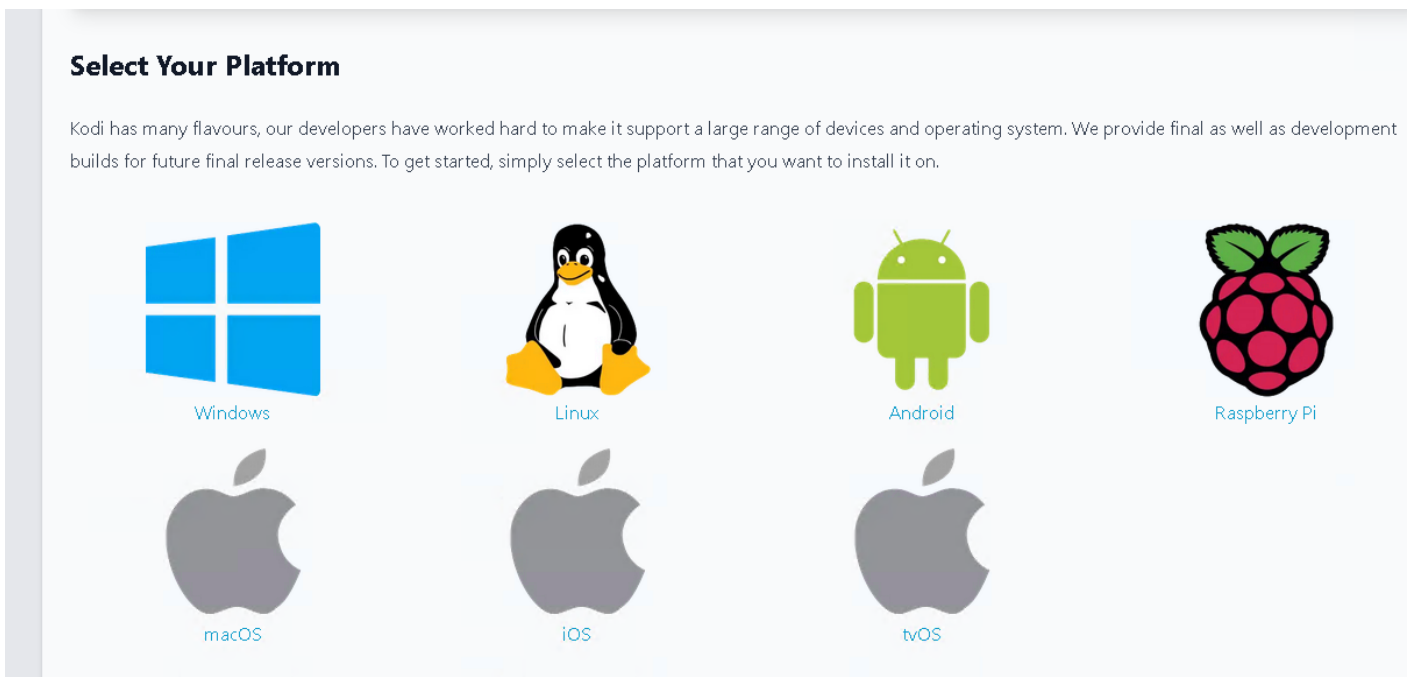 Select Your Platform
Kodi has many flavours, our developers have worked hard to make it support a large range of devices and operating system. We provide final as well as development
builds for future final release versions. To get started, simply select the platform that you want to install it on.
Windows
Linux
Android
Raspberry Pi
macOS
iOS
tvOS